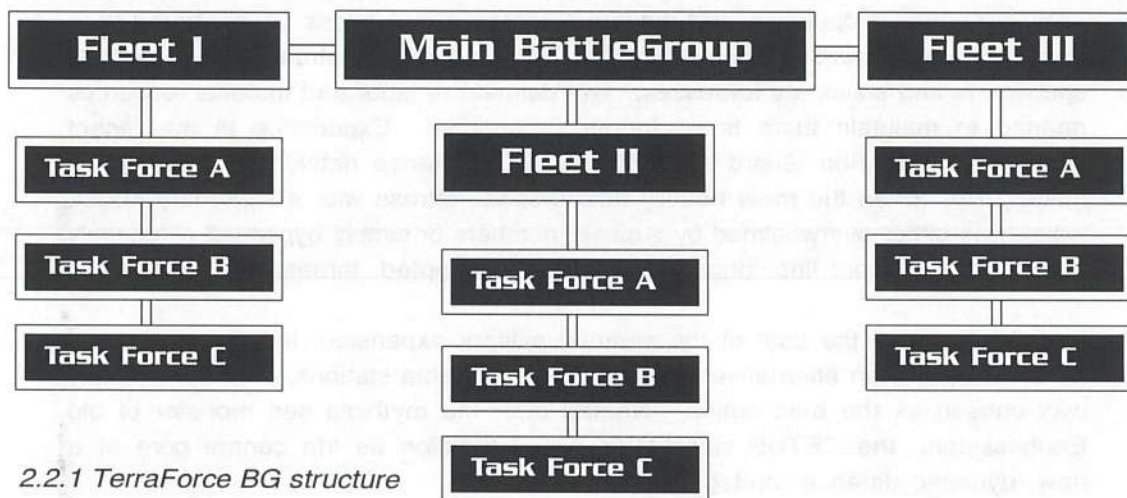 Fleet I
Main BattleGroup
Fleet III
Fleet II
Task Force A
Task Force B
Task Force C
Task Force A
Task Force B
Task Force C
Task Force A
Task Force B
Task Force C
2.2.1 TerraForce BG structure